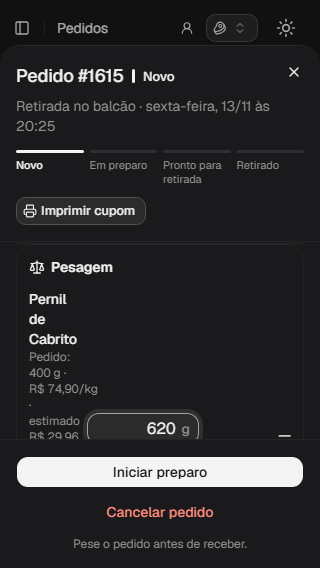 Pedidos
Pedido #1615 Novo
Retirada no balcão · sexta-feira, 13/11 às
20:25
Novo
Em preparo
Pronto para
retirada
Retirado
Imprimir cupom
Pesagem
Pernil
de
Cabrito
Pedido:
400 g ·
R$ 74,90/kg
·
estimado
R$ 29,96
620 g
Iniciar preparo
Cancelar pedido
Pese o pedido antes de receber.